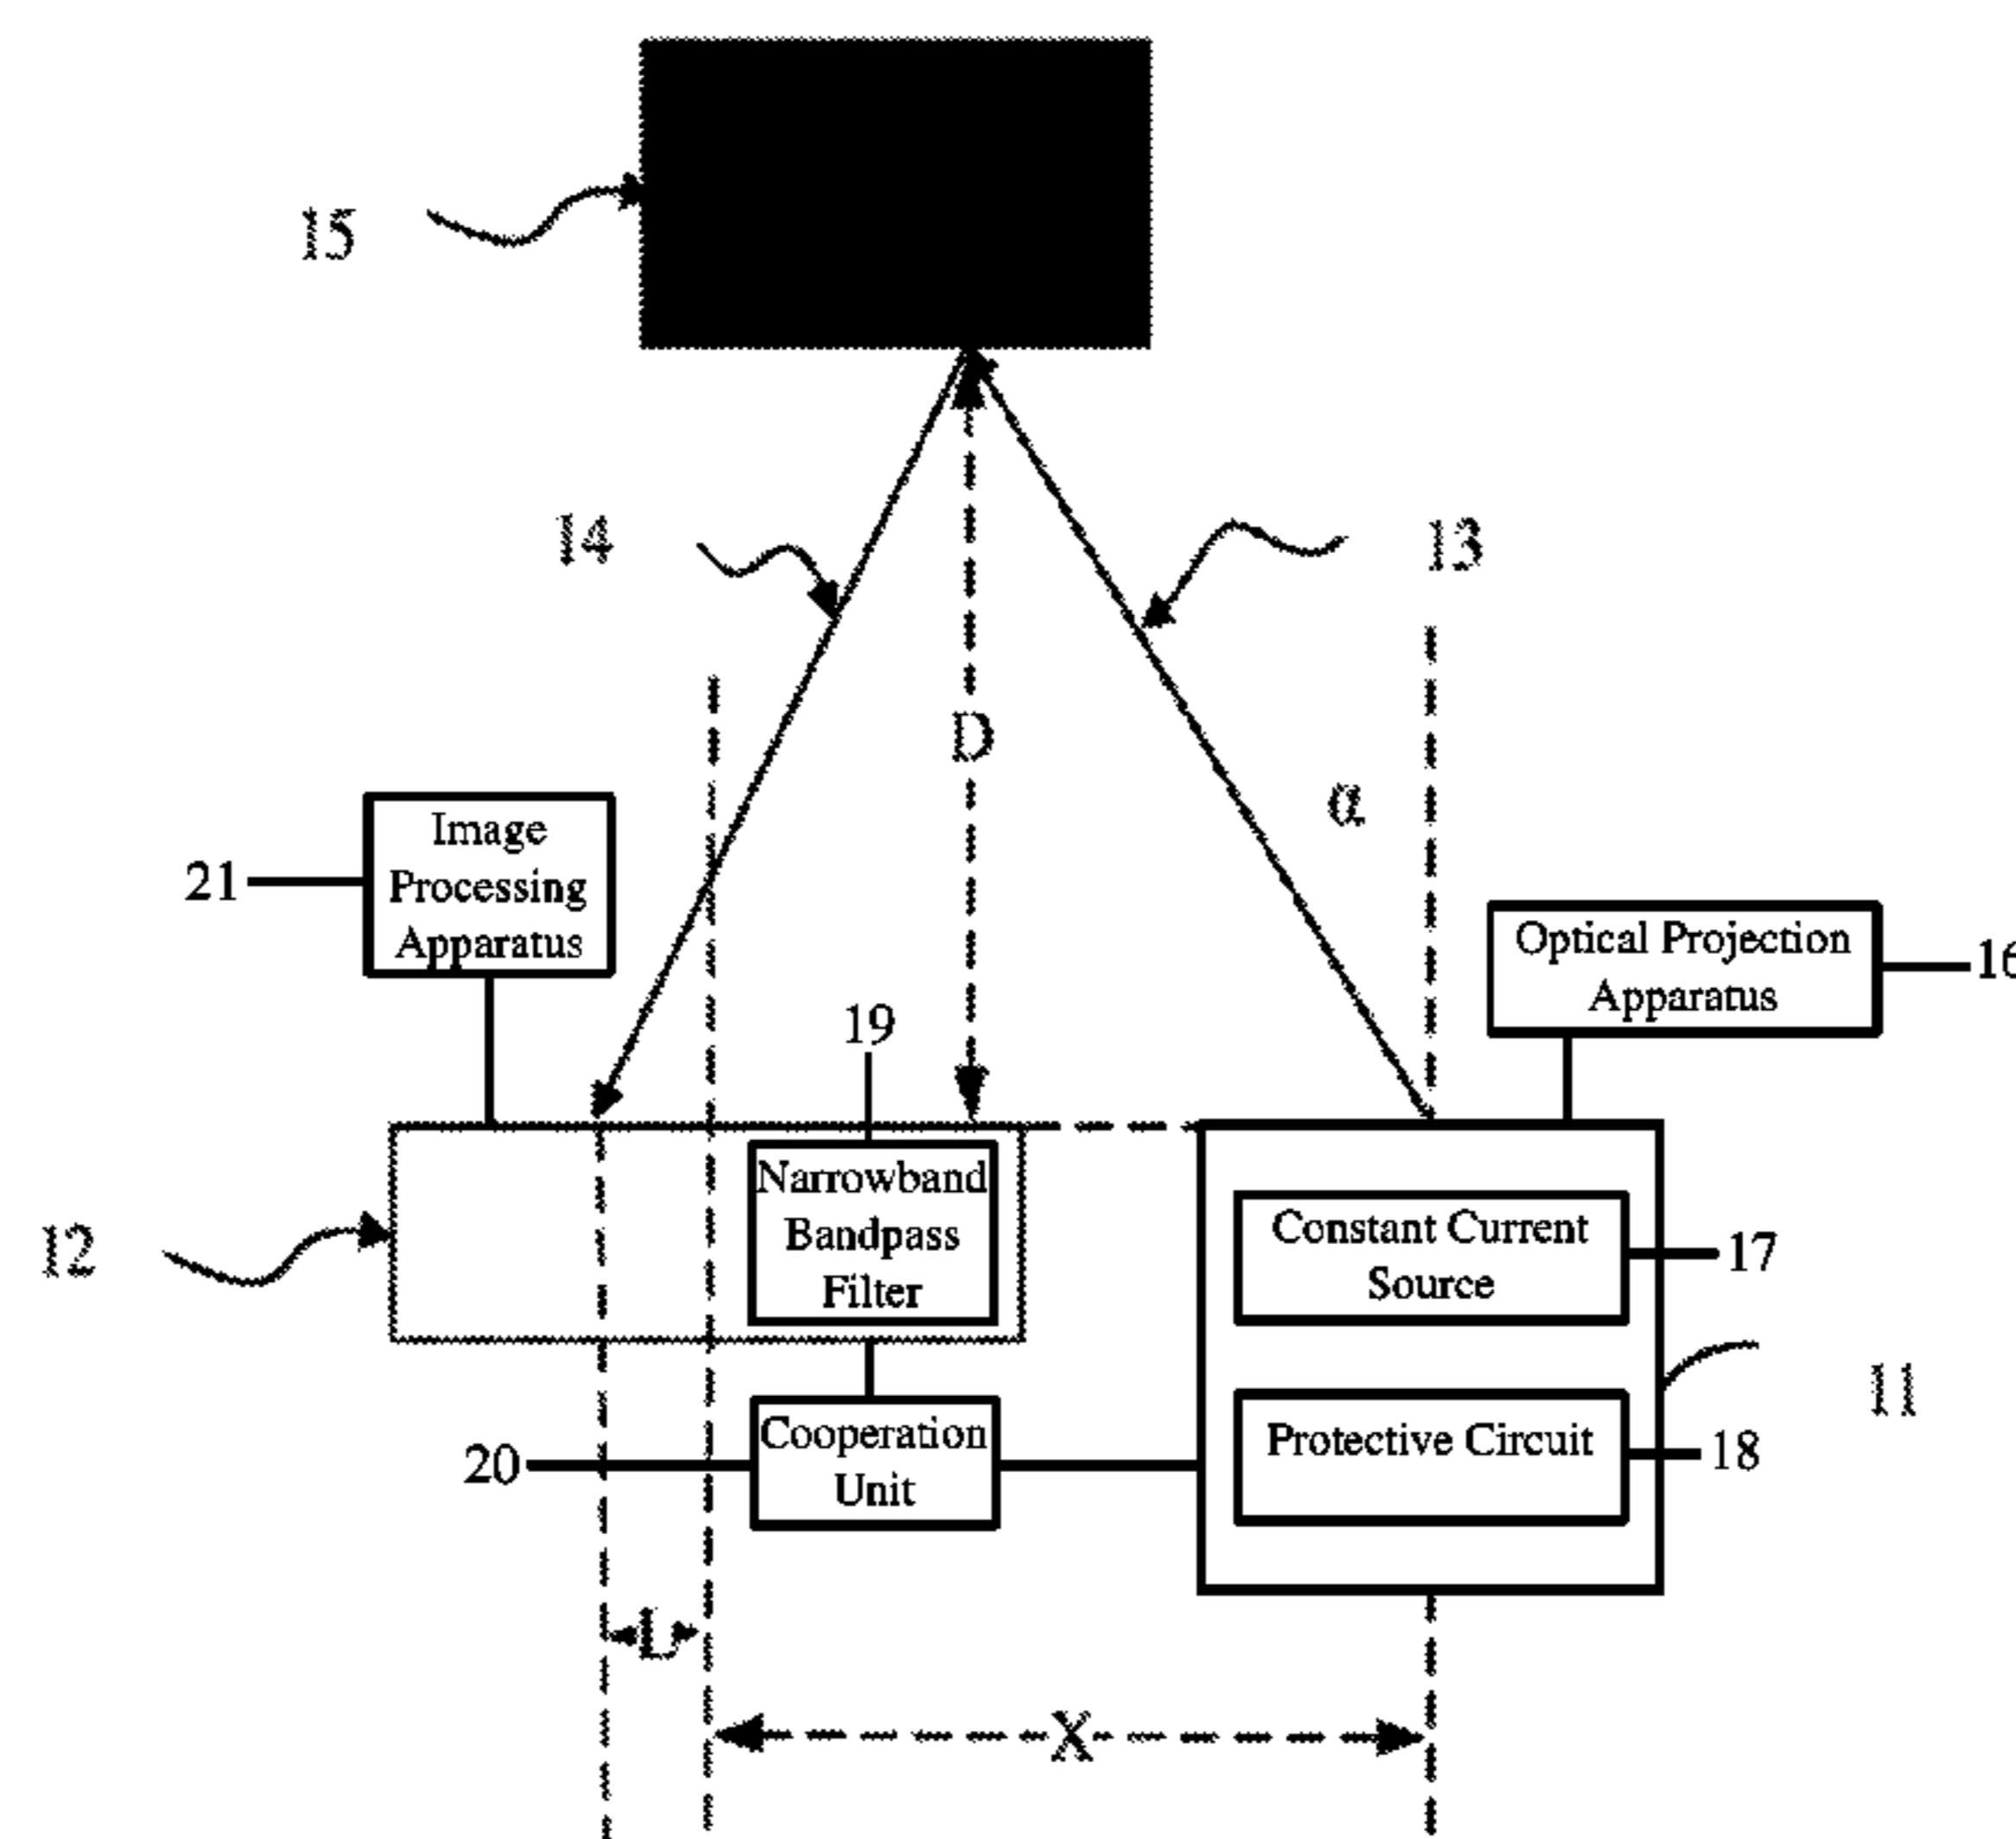 15
14
13
D
α
Image
Processing
Apparatus
21
Optical Projection
Apparatus
16
19
Narrowband
Bandpass
Filter
12
Constant Current
Source
17
11
Protective Circuit
18
Cooperation
Unit
20
L
X